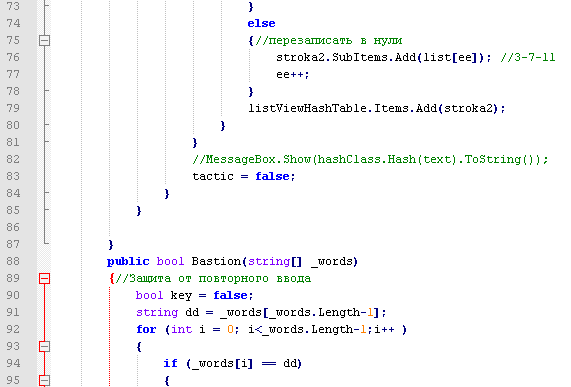 73 }
74 else
75 {//перезаписать в нули
76 stroka2.SubItems.Add(list[ee]); //3-7-11
77 ee++;
78 }
79 listViewHashTable.Items.Add(stroka2);
80 }
81 }
82 //MessageBox.Show(hashClass.Hash(text).ToString());
83 tactic = false;
84 }
85 }
86
87 }
88 public bool Bastion(string[] _words)
89 {//Защита от повторного ввода
90 bool key = false;
91 string dd = _words[_words.Length-1];
92 for (int i = 0; i<_words.Length-1;i++ )
93 {
94 if (_words[i] == dd)
95 {